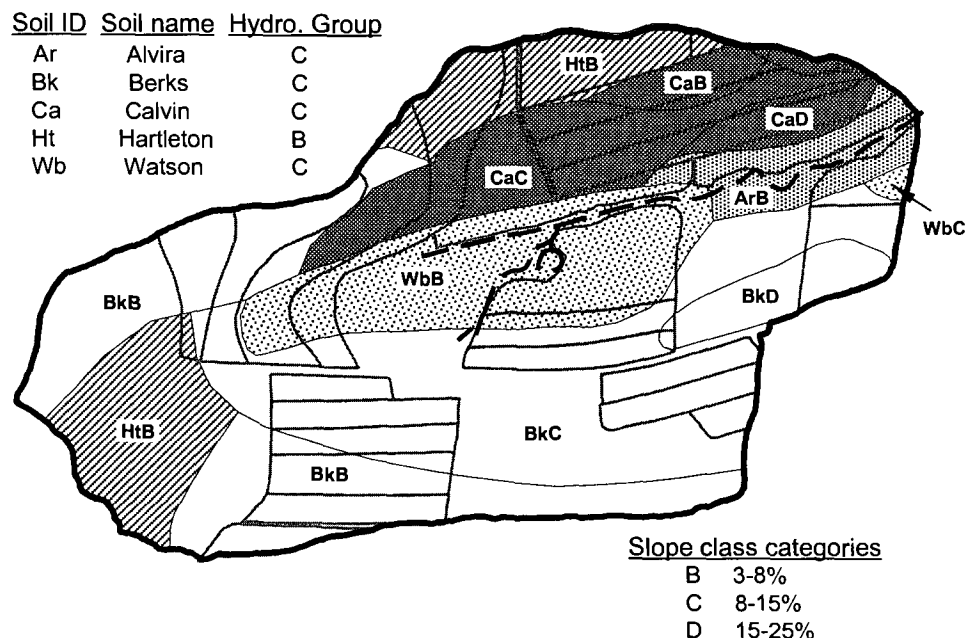 Soil ID Soil name Hydro. Group
Ar Alvira C
Bk Berks C
Ca Calvin C
Ht Hartleton B
Wb Watson C
HtB
CaB
CaD
CaC
ArB
WbC
WbB
BkB
BkD
HtB
BkC
BkB
Slope class categories
B 3-8%
C 8-15%
D 15-25%